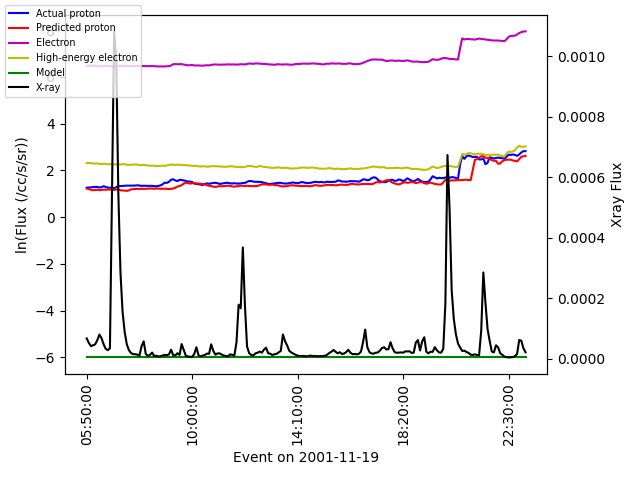 Actual proton
Predicted proton
Electron
High-energy electron
Model
X-ray
4
2
0
−2
−4
−6
ln(Flux (/cc/s/sr))
0.0010
0.0008
0.0006
0.0004
0.0002
0.0000
Xray Flux
05:50:00
10:00:00
14:10:00
18:20:00
22:30:00
Event on 2001-11-19